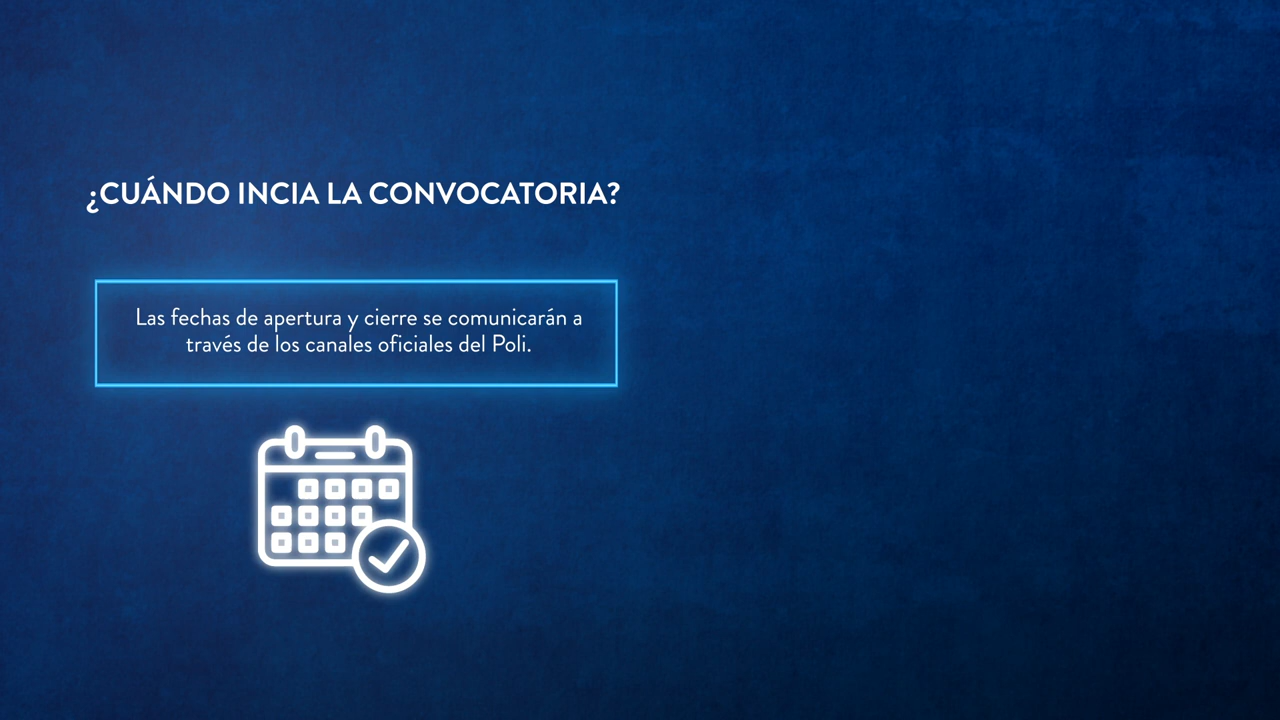 ¿CUÁNDO INCIA LA CONVOCATORIA?
Las fechas de apertura y cierre se comunicarán a
través de los canales oficiales del Poli.